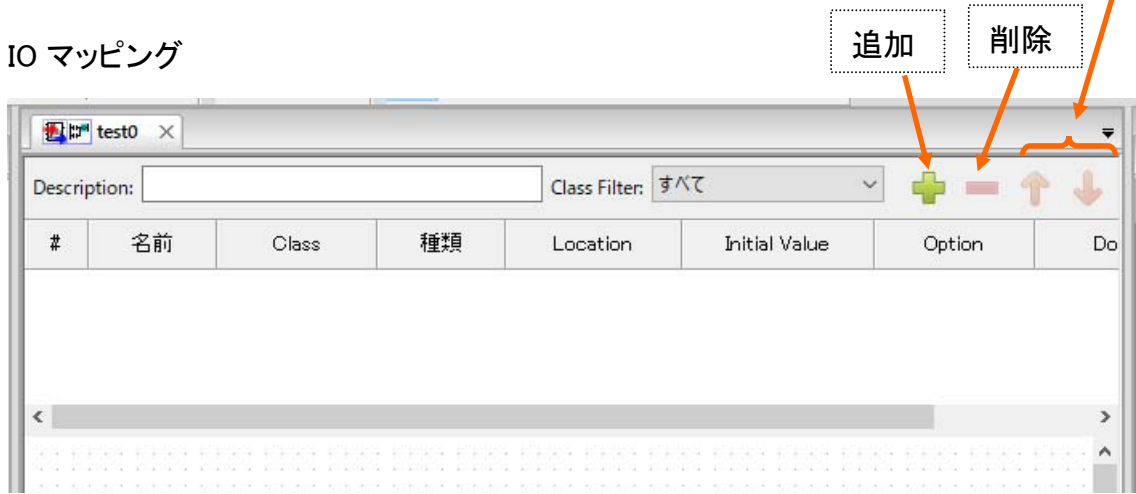 追加
削除
IO マッピング
test0
Description:
Class Filter: すべて
# 名前 Class 種類 Location Initial Value Option Do